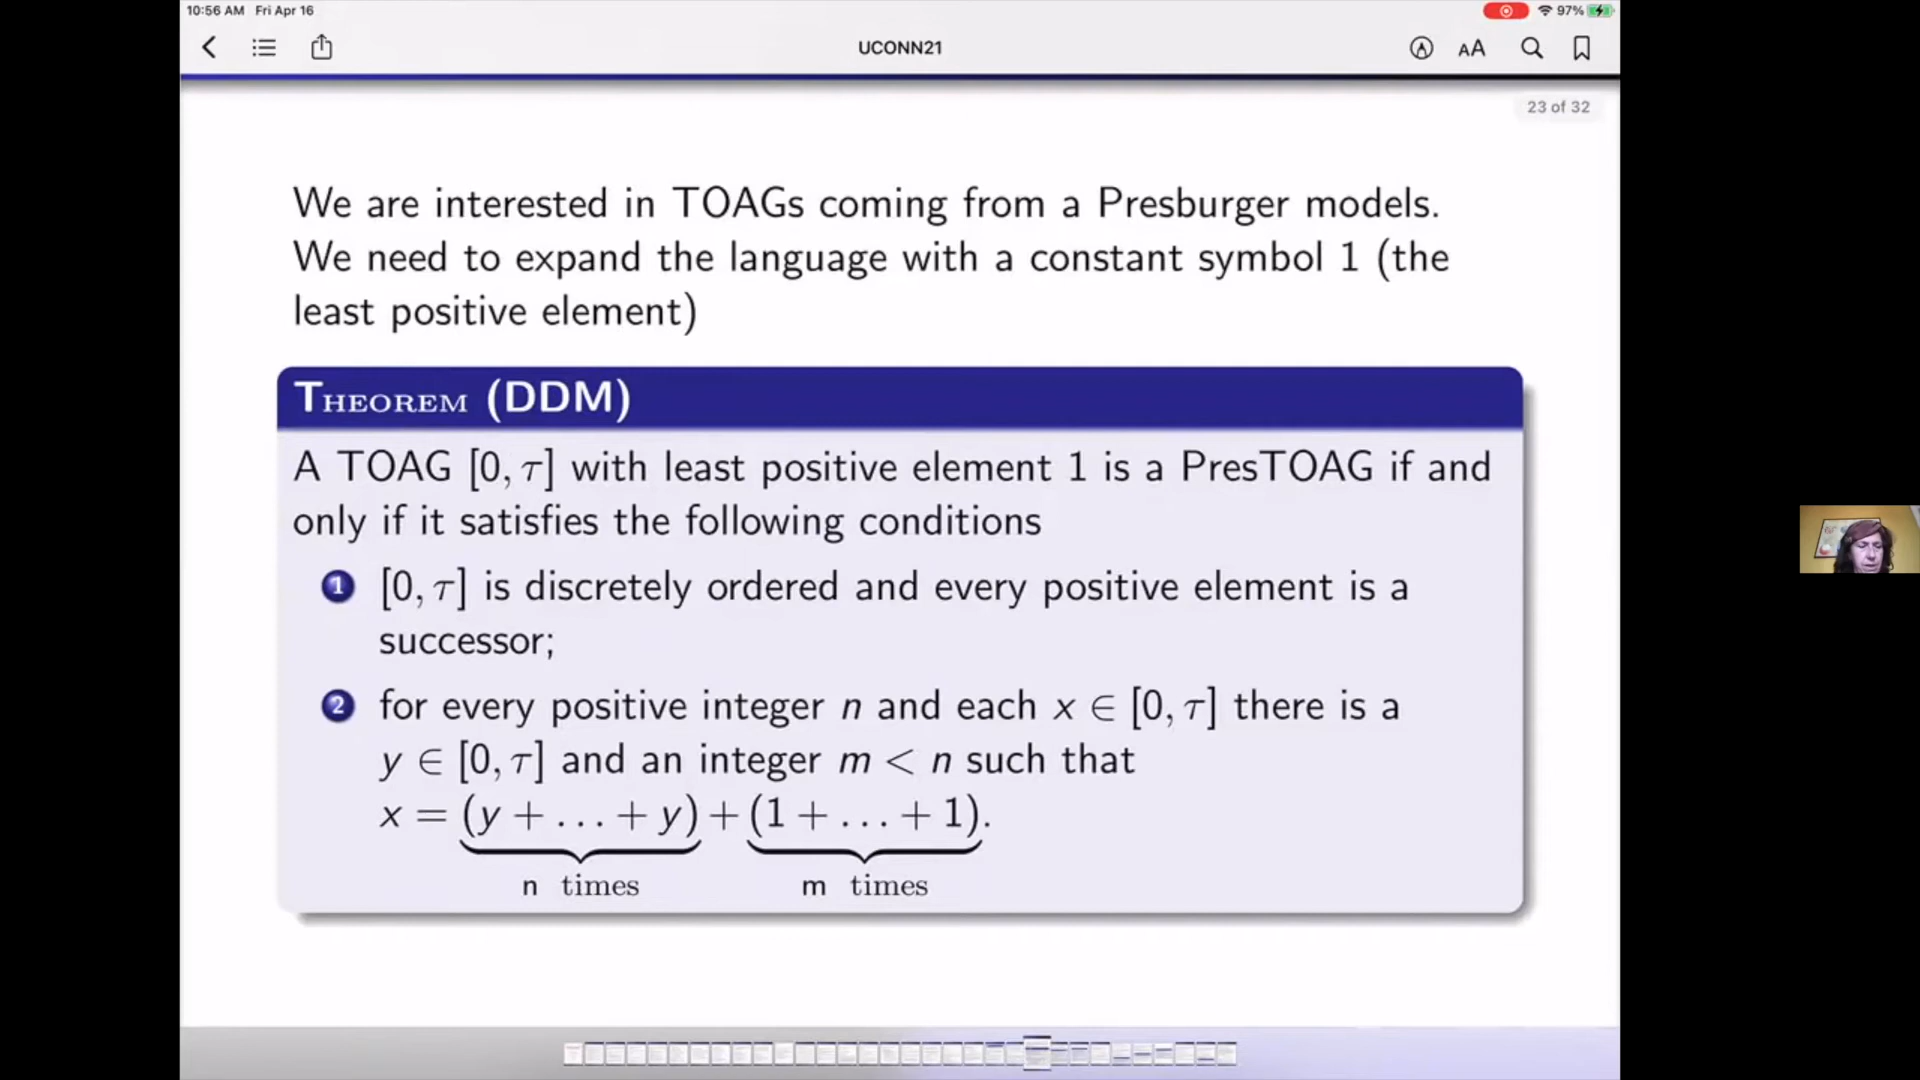 10:56 AM Fri Apr 16
97%
UCONN21
AA
23 of 32
We are interested in TOAGs coming from a Presburger models.
We need to expand the language with a constant symbol 1 (the
least positive element)
THEOREM (DDM)
A TOAG [0, τ] with least positive element 1 is a PresTOAG if and
only if it satisfies the following conditions
1 [0, τ] is discretely ordered and every positive element is a
successor;
2 for every positive integer n and each x ∈ [0, τ] there is a
y ∈ [0, τ] and an integer m < n such that
x = (y + . . . + y) + (1 + . . . + 1).
n times m times